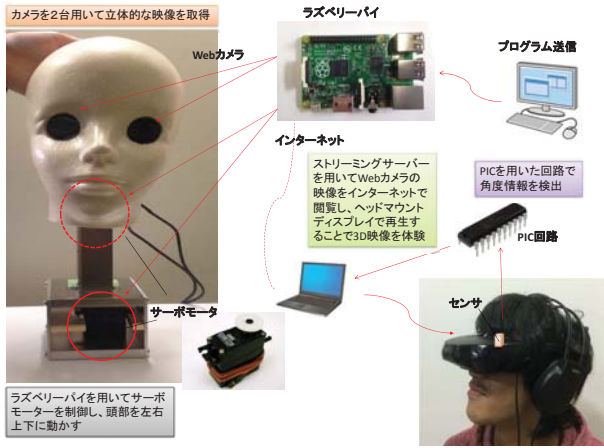 カメラを2台用いて立体的な映像を取得
ラズベリーパイ
Webカメラ
プログラム送信
インターネット
ストリーミングサーバー
を用いてWebカメラの
映像をインターネットで
閲覧し、ヘッドマウント
ディスプレイで再生す
ることで3D映像を体験
PICを用いた回路で
角度情報を検出
PIC回路
センサ
サーボモータ
ラズベリーパイを用いてサーボ
モーターを制御し、頭部を左右
上下に動かす